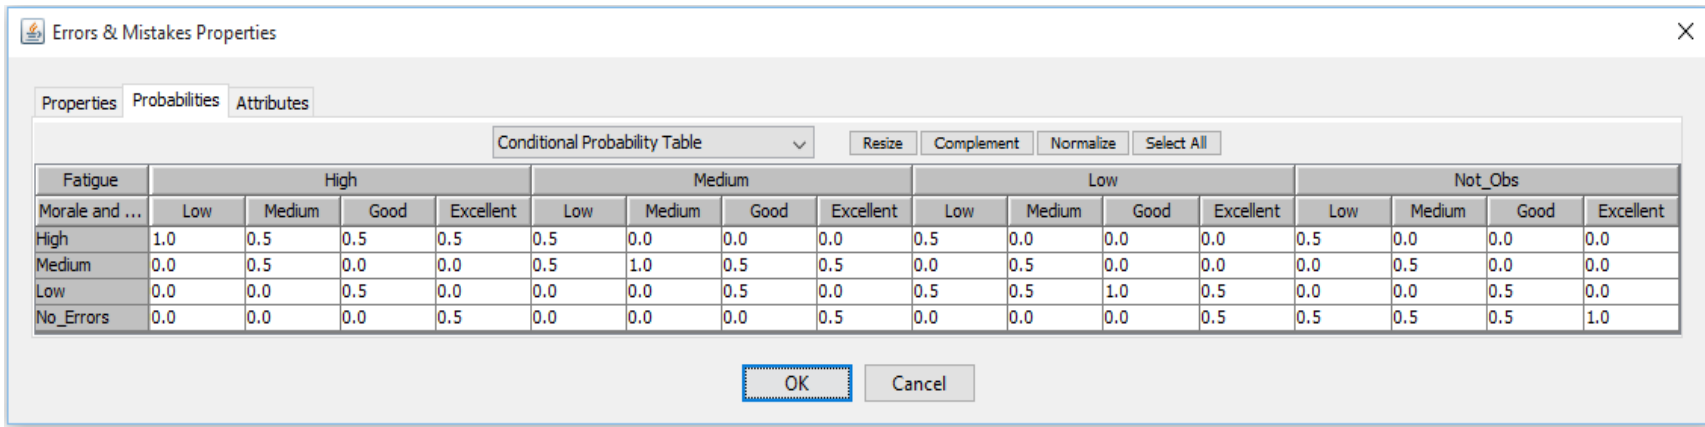 Errors & Mistakes Properties
Properties Probabilities Attributes
Conditional Probability Table Resize Complement Normalize Select All
Fatigue High Medium Low Not_Obs
Morale and ... Low Medium Good Excellent Low Medium Good Excellent Low Medium Good Excellent Low Medium Good Excellent
High 1.0 0.5 0.5 0.5 0.5 0.0 0.0 0.0 0.5 0.0 0.0 0.0 0.5 0.0 0.0 0.0
Medium 0.0 0.5 0.0 0.0 0.5 1.0 0.5 0.5 0.0 0.5 0.0 0.0 0.0 0.5 0.0 0.0
Low 0.0 0.0 0.5 0.0 0.0 0.0 0.5 0.0 0.5 0.5 1.0 0.5 0.0 0.0 0.5 0.0
No_Errors 0.0 0.0 0.0 0.5 0.0 0.0 0.0 0.5 0.0 0.0 0.0 0.5 0.5 0.5 0.5 1.0
OK Cancel